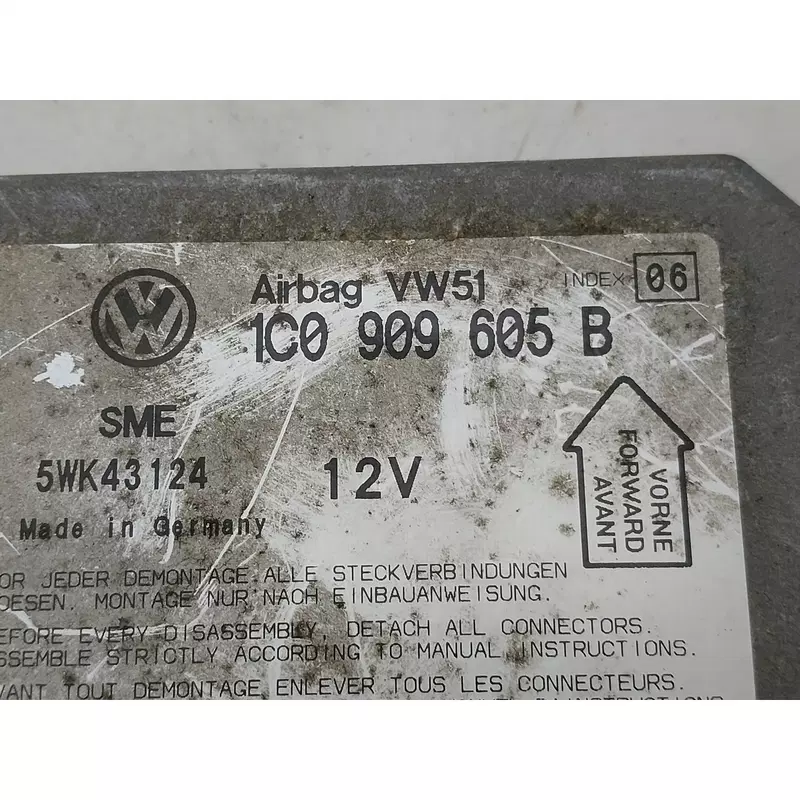 Airbag VW51
INDEX 06
1C0 909 605 B
SME
5WK43124
12V
VORNE
FORWARD
AVANT
Made in Germany
OR JEDER DEMONTAGE ALLE STECKVERBINDUNGEN
OESEN. MONTAGE NUR NACH EINBAUANWEISUNG.
EFORE EVERY DISASSEMBLY, DETACH ALL CONNECTORS.
SSEMBLE STRICTLY ACCORDING TO MANUAL INSTRUCTIONS.
VANT TOUT DEMONTAGE ENLEVER TOUS LES CONNECTEURS.